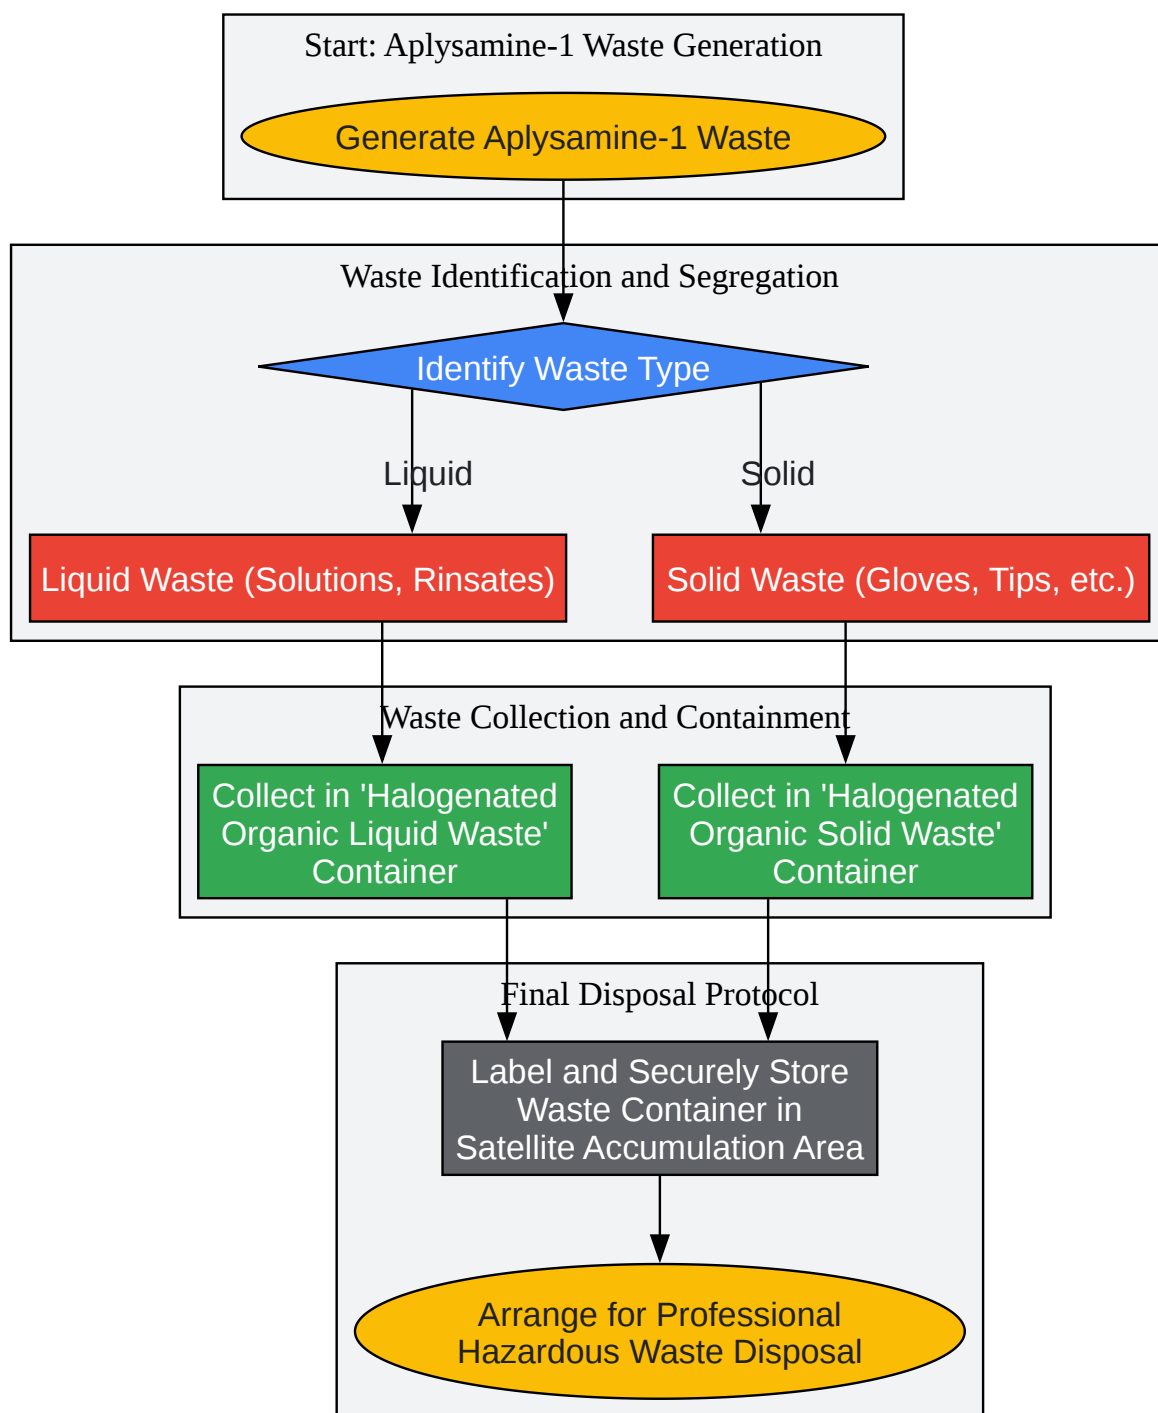 Start: Aplysamine-1 Waste Generation
Generate Aplysamine-1 Waste
Waste Identification and Segregation
Identify Waste Type
Liquid
Solid
Liquid Waste (Solutions, Rinsates)
Solid Waste (Gloves, Tips, etc.)
Waste Collection and Containment
Collect in 'Halogenated
Organic Liquid Waste'
Container
Collect in 'Halogenated
Organic Solid Waste'
Container
Final Disposal Protocol
Label and Securely Store
Waste Container in
Satellite Accumulation Area
Arrange for Professional
Hazardous Waste Disposal